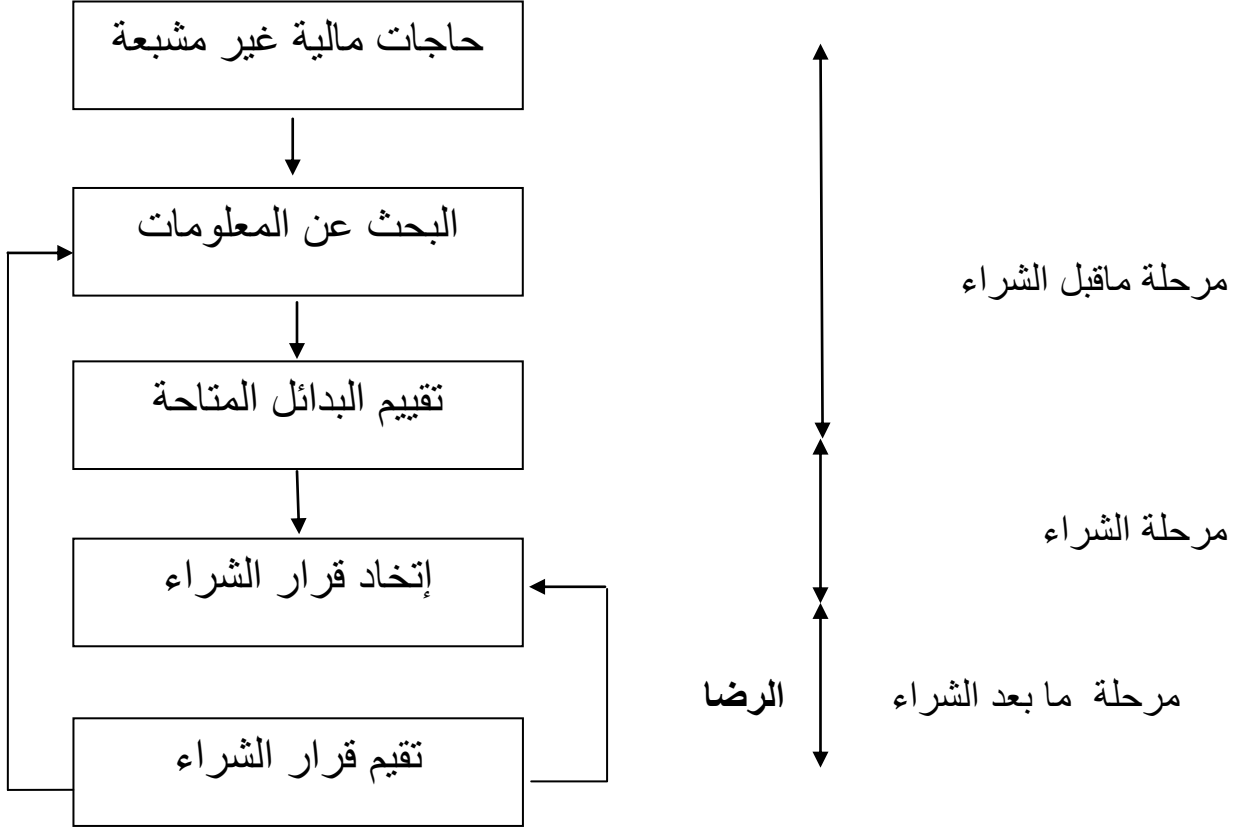 حاجات مالية غير مشبعة
البحث عن المعلومات
مرحلة ماقبل الشراء
تقييم البدائل المتاحة
مرحلة الشراء
إتخاد قرار الشراء
مرحلة ما بعد الشراء
الرضا
تقيم قرار الشراء